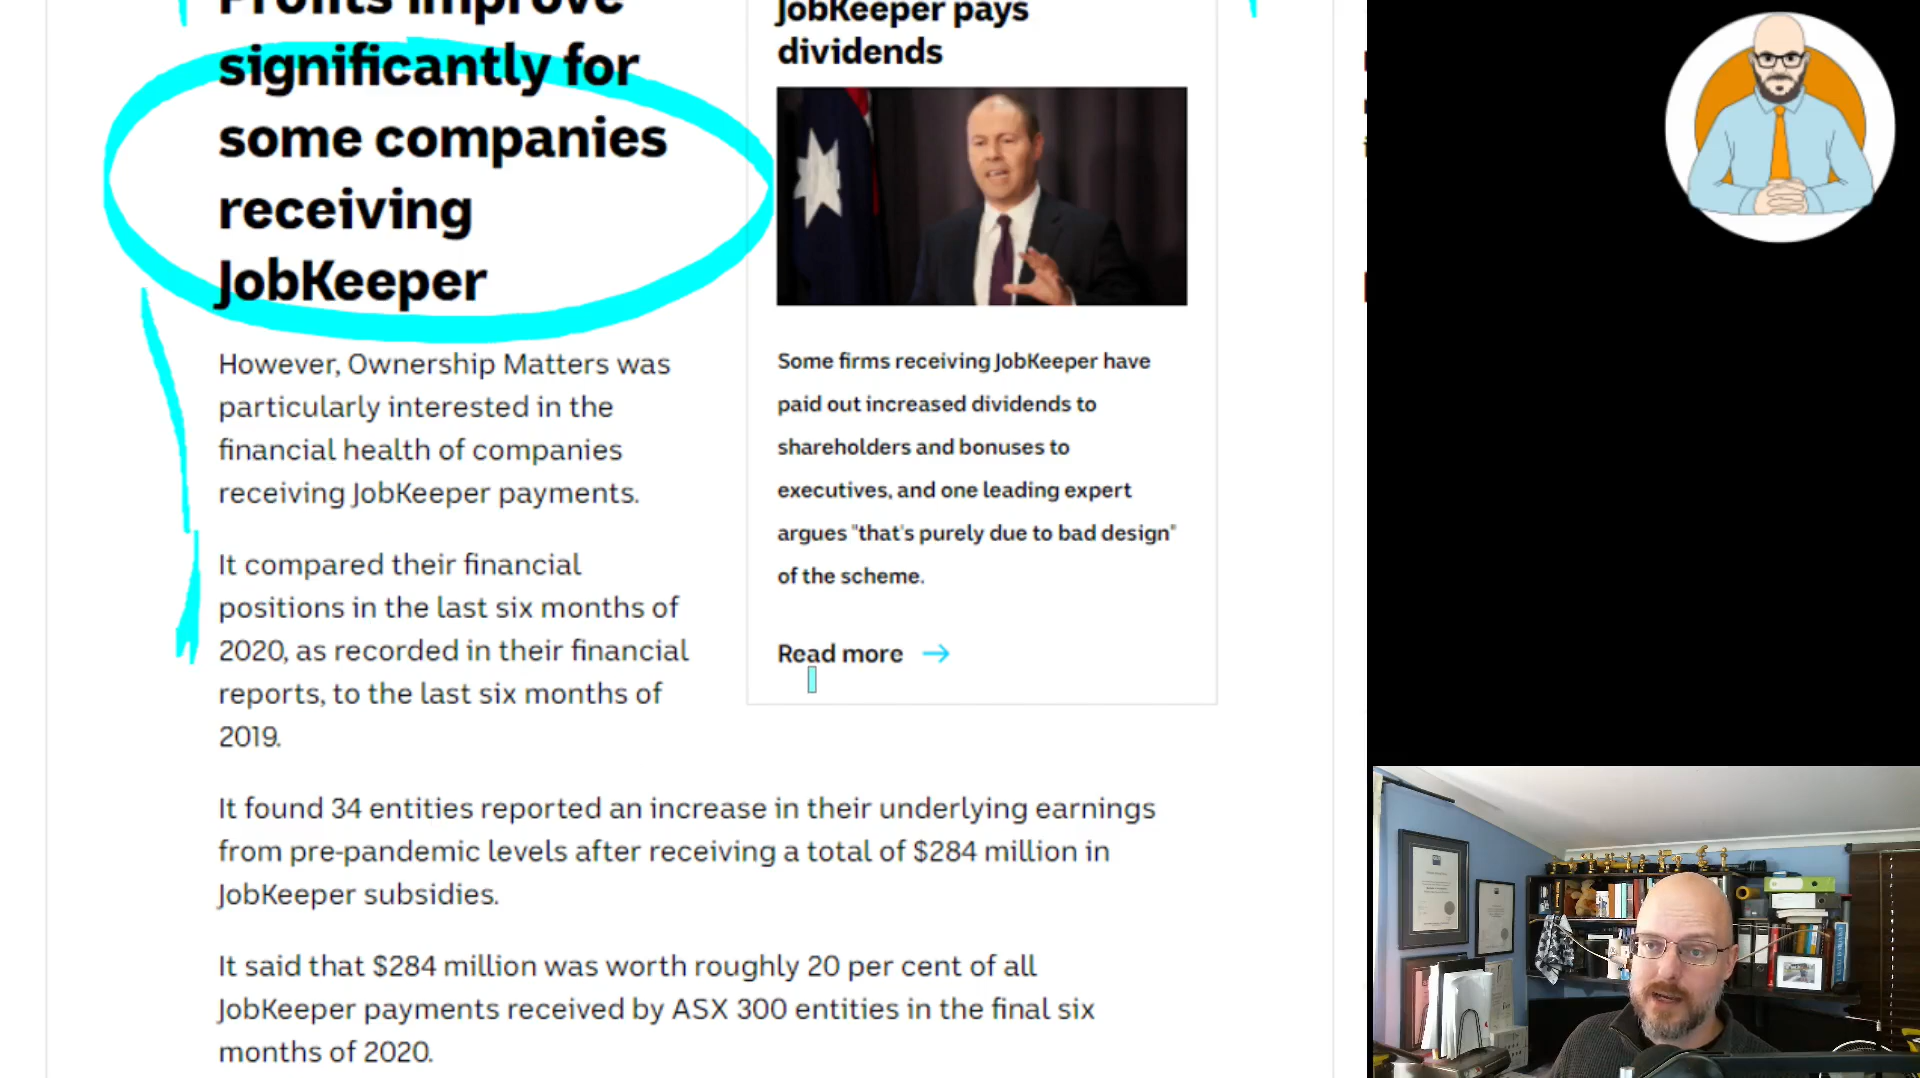 Profits improve
significantly for
some companies
receiving
JobKeeper
However, Ownership Matters was
particularly interested in the
financial health of companies
receiving JobKeeper payments.
It compared their financial
positions in the last six months of
2020, as recorded in their financial
reports, to the last six months of
2019.
It found 34 entities reported an increase in their underlying earnings
from pre-pandemic levels after receiving a total of $284 million in
JobKeeper subsidies.
It said that $284 million was worth roughly 20 per cent of all
JobKeeper payments received by ASX 300 entities in the final six
months of 2020.
JobKeeper pays
dividends
Some firms receiving JobKeeper have
paid out increased dividends to
shareholders and bonuses to
executives, and one leading expert
argues "that's purely due to bad design"
of the scheme.
Read more →